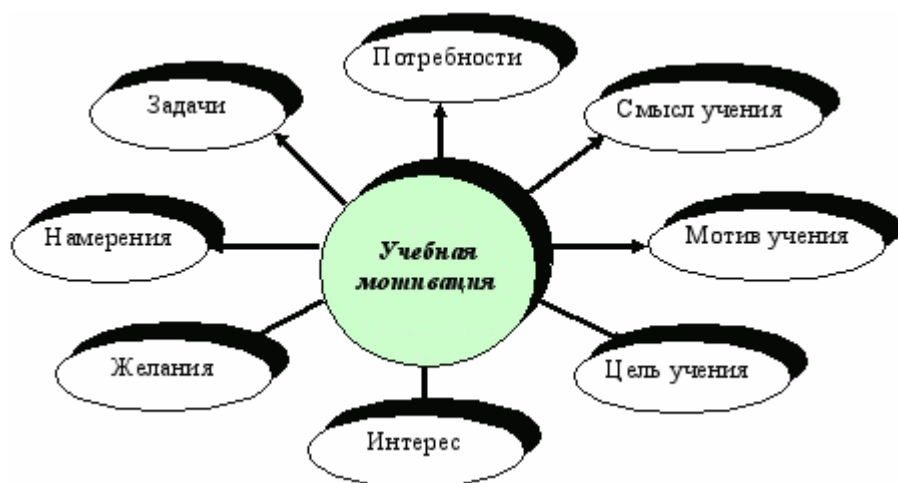 Потребности
Задачи
Смысл учения
Намерения
Учебная
мотивация
Мотив учения
Желания
Цель учения
Интерес